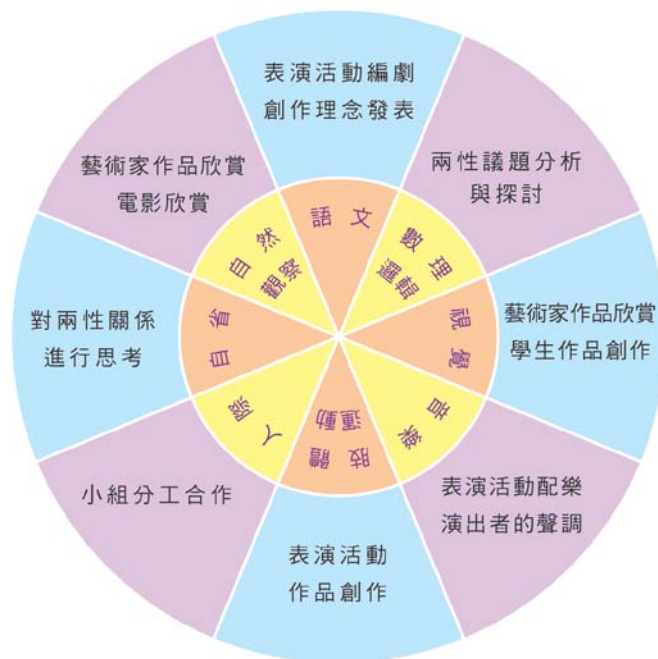 表演活動編劇
創作理念發表
兩性議題分析
與探討
藝術家作品欣賞
學生作品創作
表演活動配樂
演出者的聲調
表演活動
作品創作
小組分工合作
對兩性關係
進行思考
藝術家作品欣賞
電影欣賞
語文
數理
邏輯
視覺
音樂
肢體
運動
人際
自省
自然
觀察